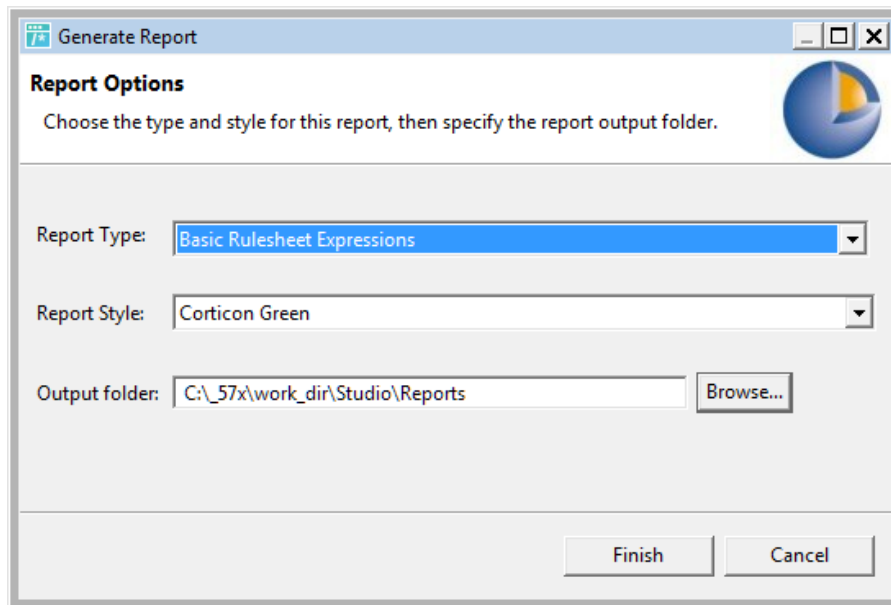 Generate Report
Report Options
Choose the type and style for this report, then specify the report output folder.
Report Type: Basic Rulesheet Expressions
Report Style: Corticon Green
Output folder: C:\_57x\work_dir\Studio\Reports Browse...
Finish Cancel